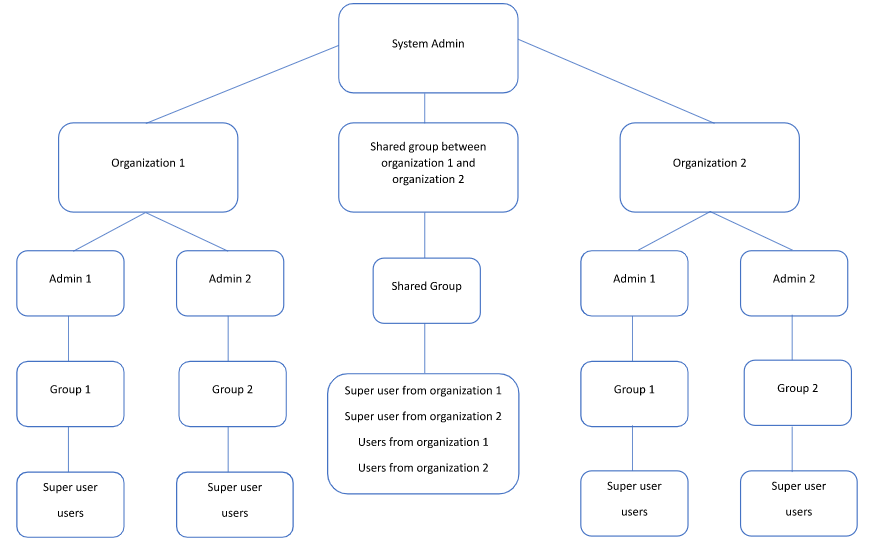 System Admin
Organization 1
Shared group between
organization 1 and
organization 2
Organization 2
Admin 1
Admin 2
Shared Group
Admin 1
Admin 2
Group 1
Group 2
Group 1
Group 2
Super user from organization 1
Super user from organization 2
Users from organization 1
Users from organization 2
Super user
users
Super user
users
Super user
users
Super user
users